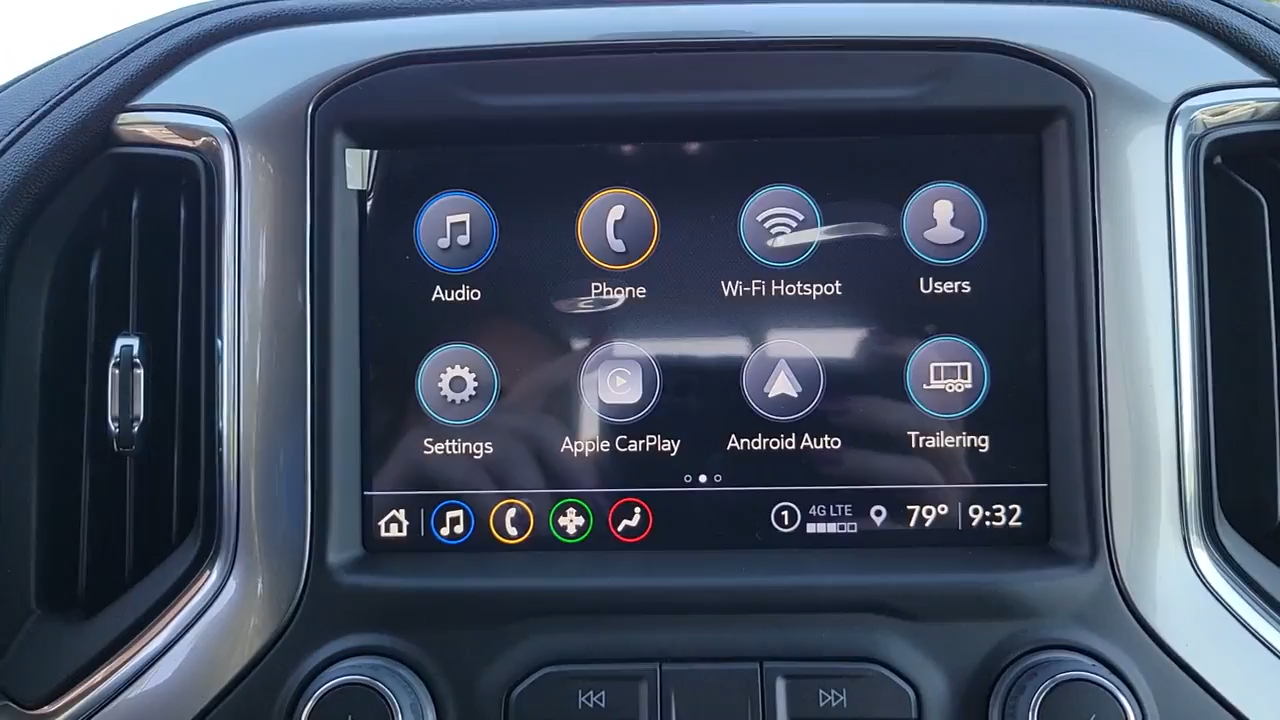 Audio
Phone
Wi-Fi Hotspot
Users
Settings
Apple CarPlay
Android Auto
Trailering
1
4G LTE
79°
9:32